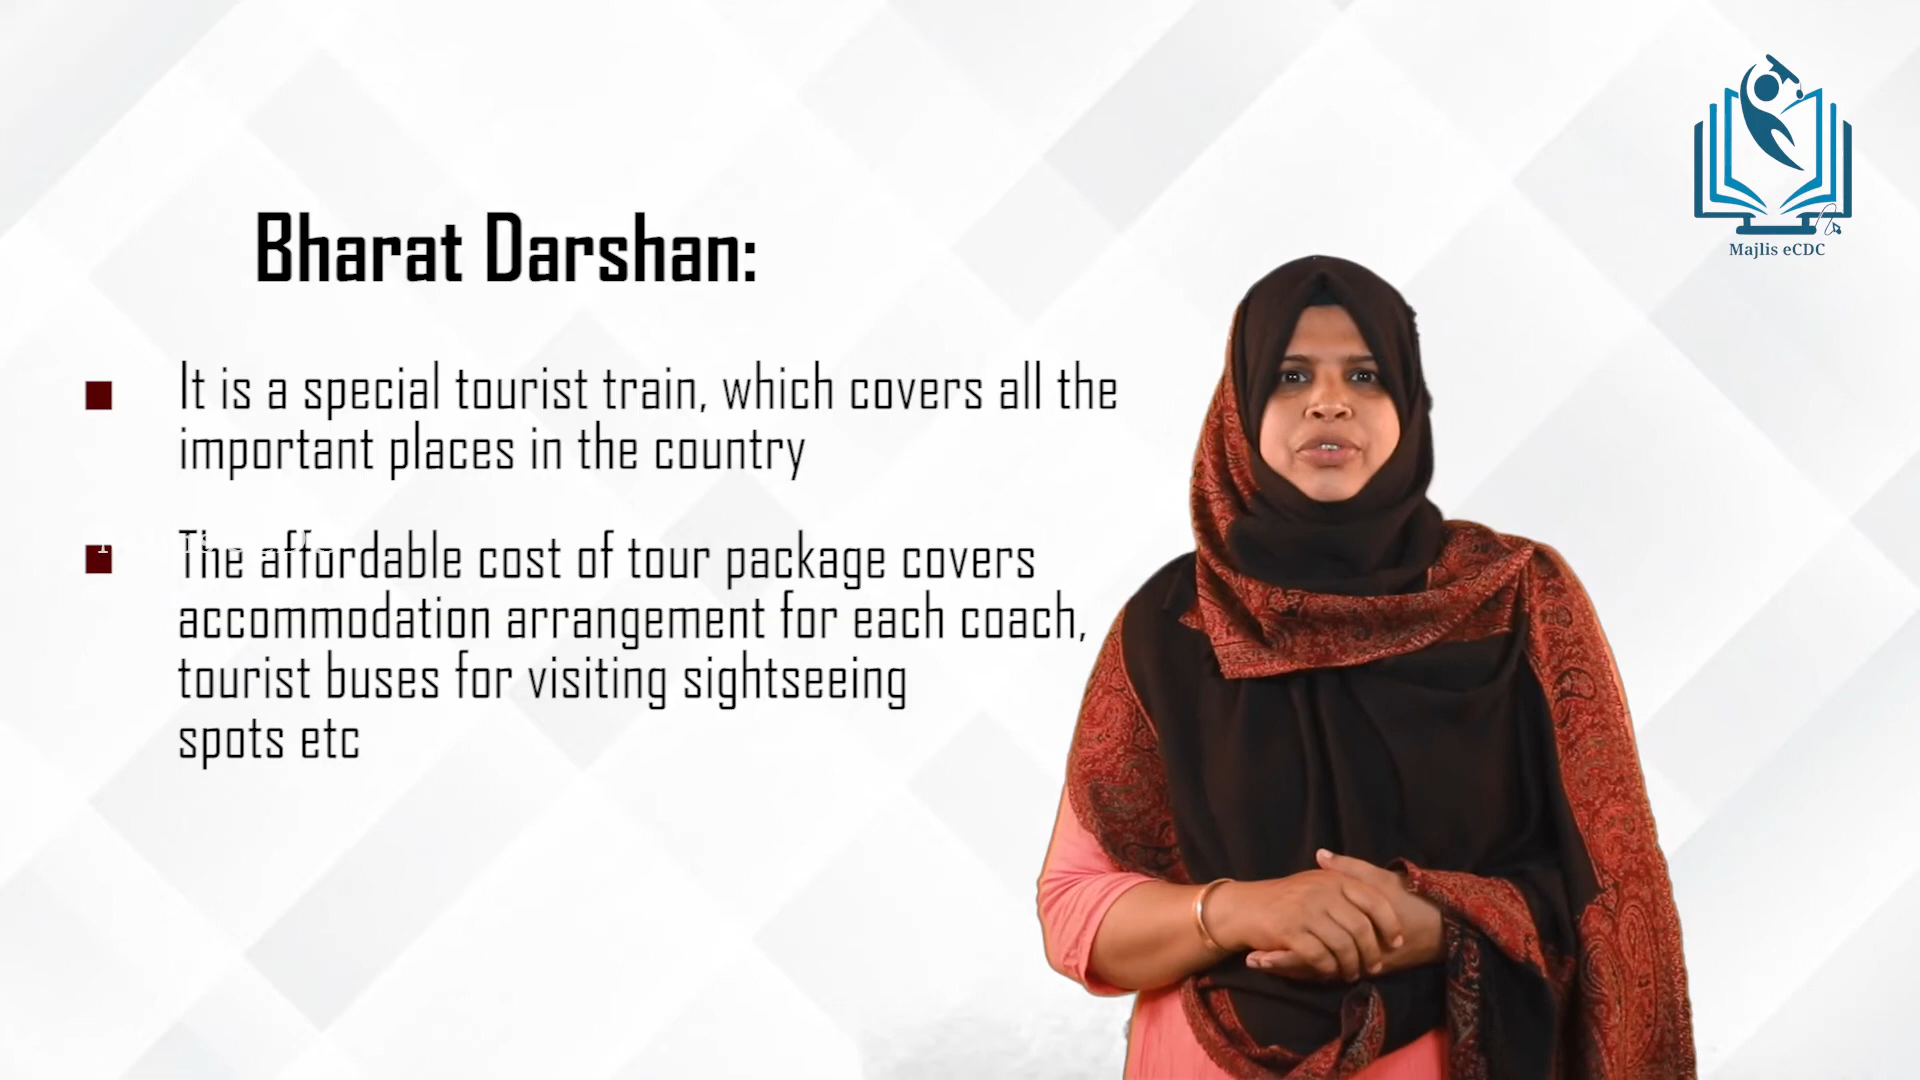 Majlis eCDC
Bharat Darshan:
It is a special tourist train, which covers all the
important places in the country
The affordable cost of tour package covers
accommodation arrangement for each coach,
tourist buses for visiting sightseeing
spots etc